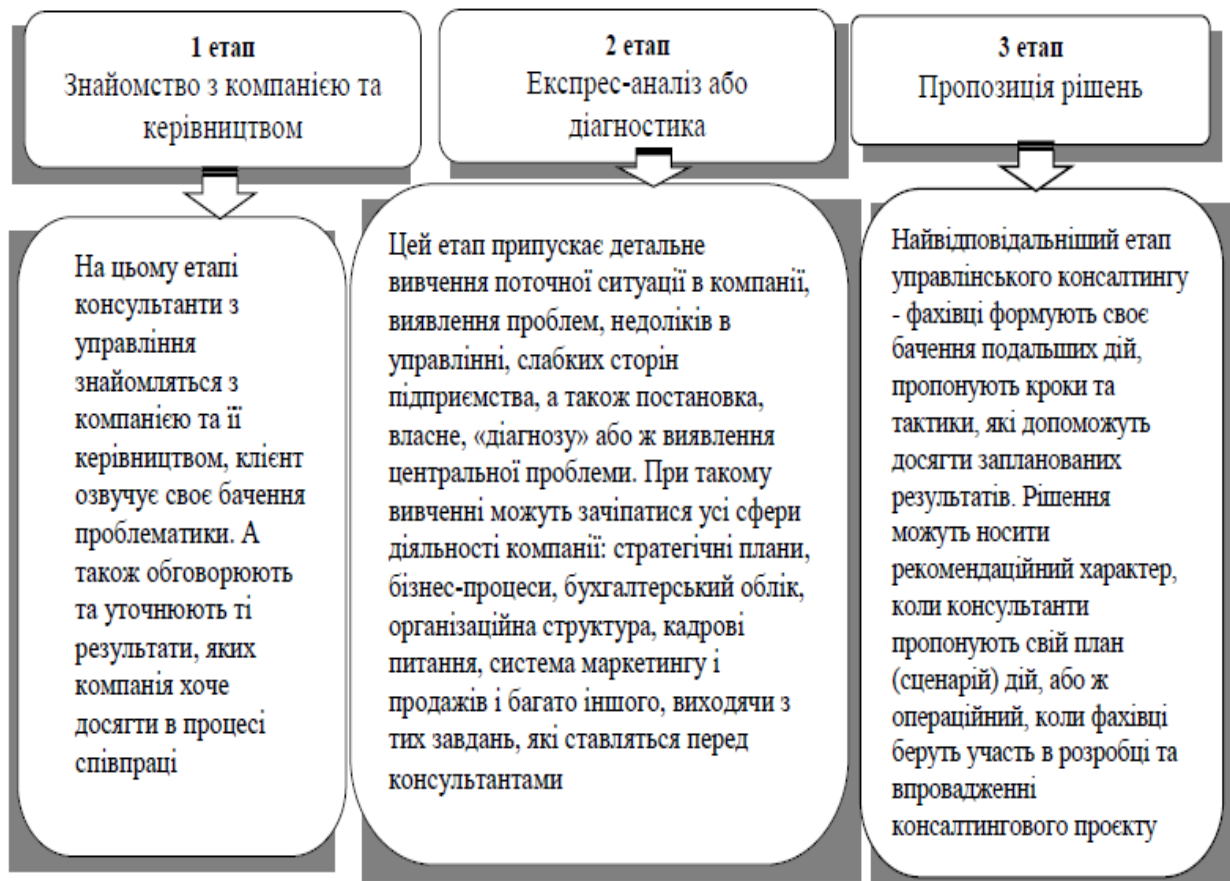 1 етап
Знайомство з компанією та
керівництвом
2 етап
Експрес-аналіз або
діагностика
3 етап
Пропозиція рішень
На цьому етапі
консультанти з
управління
знайомляться з
компанією та її
керівництвом, клієнт
озвучує своє бачення
проблематики. А
також обговорюють
та уточнюють ті
результати, яких
компанія хоче
досягти в процесі
співпраці
Цей етап припускає детальне
вивчення поточної ситуації в компанії,
виявлення проблем, недоліків в
управлінні, слабких сторін
підприємства, а також постановка,
власне, «діагнозу» або ж виявлення
центральної проблеми. При такому
вивченні можуть зачіпатися усі сфери
діяльності компанії: стратегічні плани,
бізнес-процеси, бухгалтерський облік,
організаційна структура, кадрові
питання, система маркетингу і
продажів і багато іншого, виходячи з
тих завдань, які ставляться перед
консультантами
Найвідповідальніший етап
управлінського консалтингу
- фахівці формують своє
бачення подальших дій,
пропонують кроки та
тактики, які допоможуть
досягти запланованих
результатів. Рішення
можуть носити
рекомендаційний характер,
коли консультанти
пропонують свій план
(сценарій) дій, або ж
операційний, коли фахівці
беруть участь в розробці та
впровадженні
консалтингового проєкту